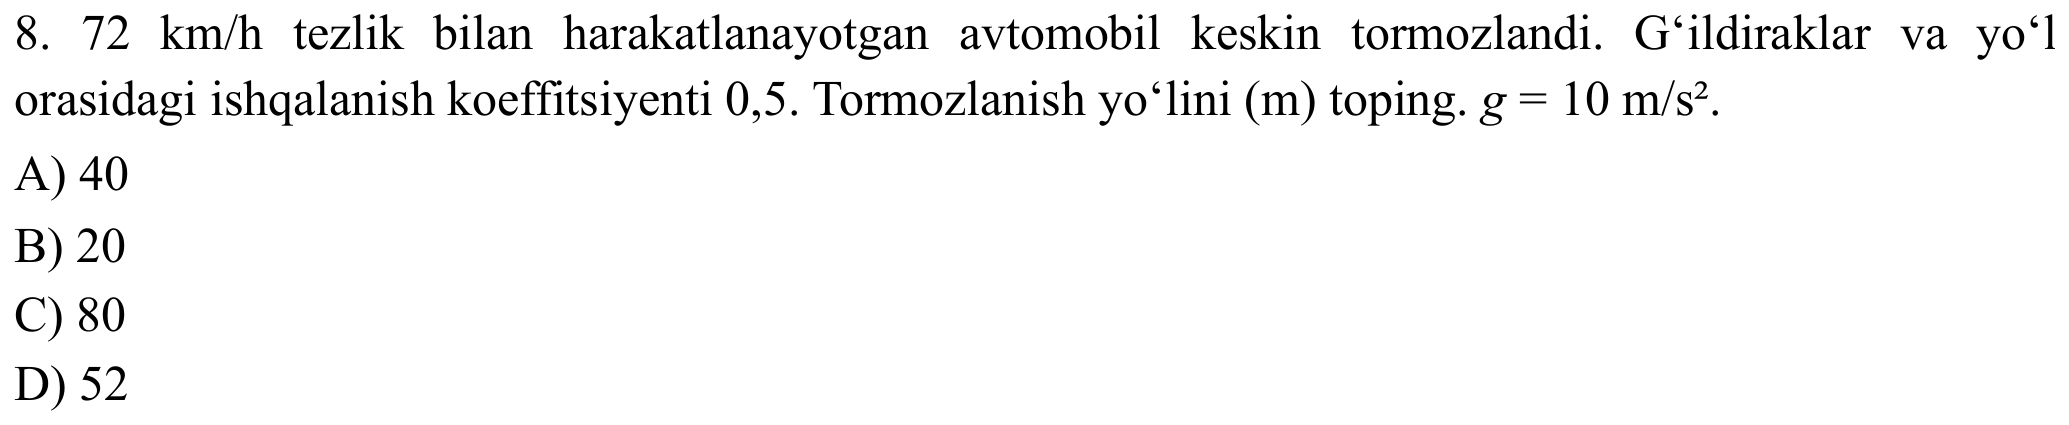 8. 72 km/h tezlik bilan harakatlanayotgan avtomobil keskin tormozlandi. G‘ildiraklar va yo‘l
orasidagi ishqalanish koeffitsiyenti 0,5. Tormozlanish yo‘lini (m) toping. g = 10 m/s².
A) 40
B) 20
C) 80
D) 52